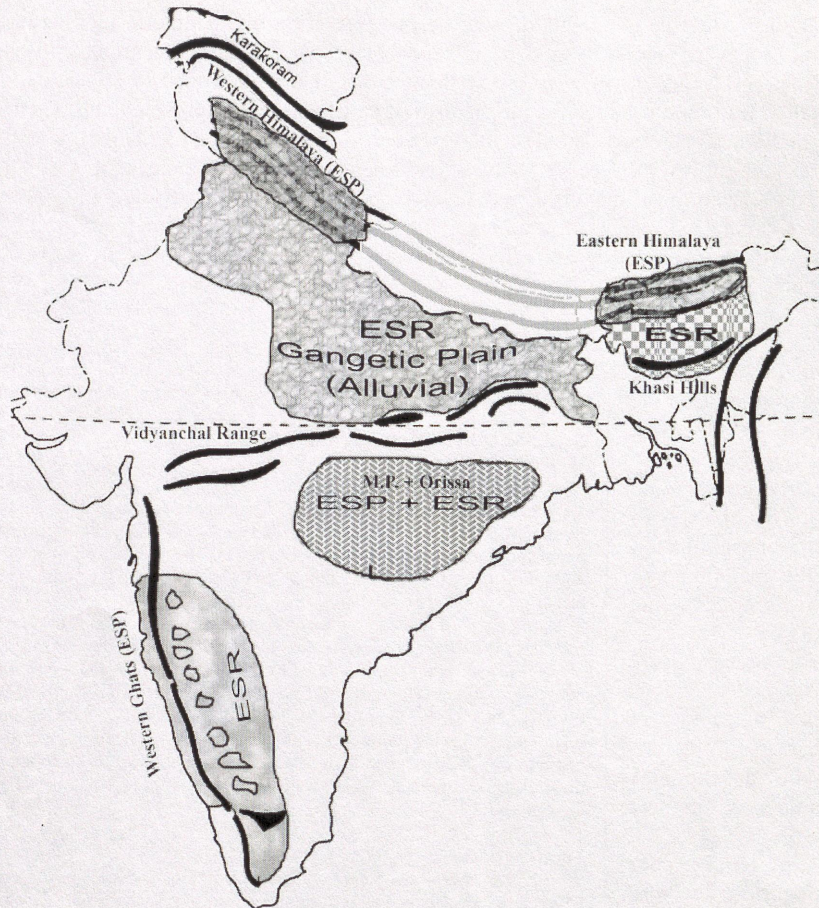 Karakoram
Western Himalaya (ESP)
Eastern Himalaya
(ESP)
ESR
Gangetic Plain
(Alluvial)
ESR
Khasi Hills
Vidyanchal Range
M.P. + Orissa
ESP + ESR
Western Ghats (ESP)
ESR